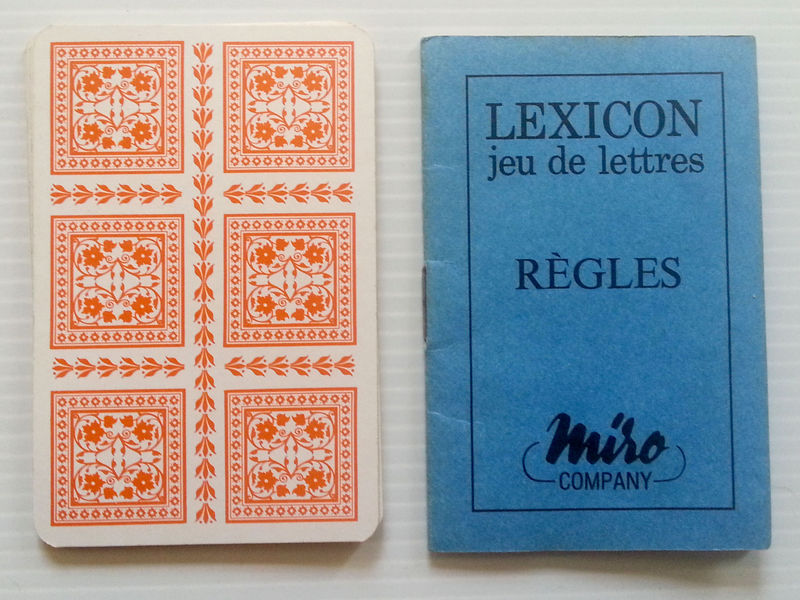 LEXICON
jeu de lettres
RÈGLES
Miro
COMPANY